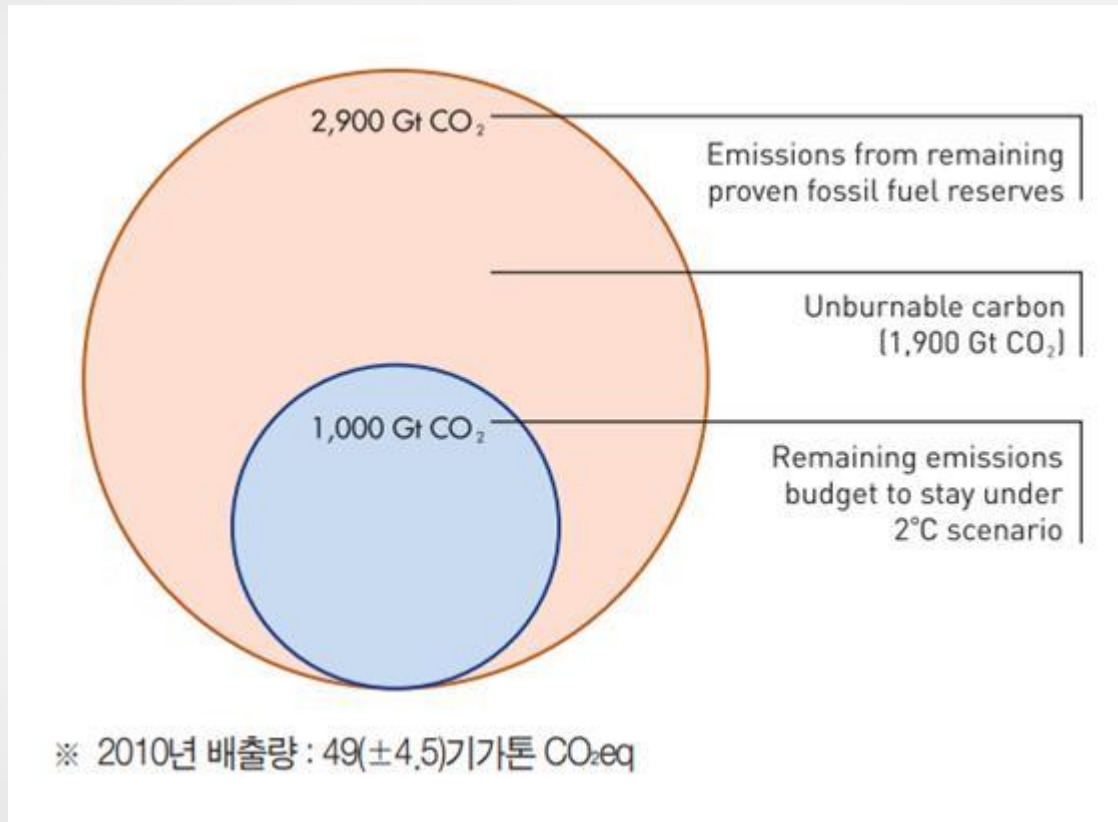 2,900 Gt CO₂
Emissions from remaining
proven fossil fuel reserves
Unburnable carbon
(1,900 Gt CO₂)
1,000 Gt CO₂
Remaining emissions
budget to stay under
2°C scenario
※ 2010년 배출량 : 49(±4.5)기가톤 CO₂eq